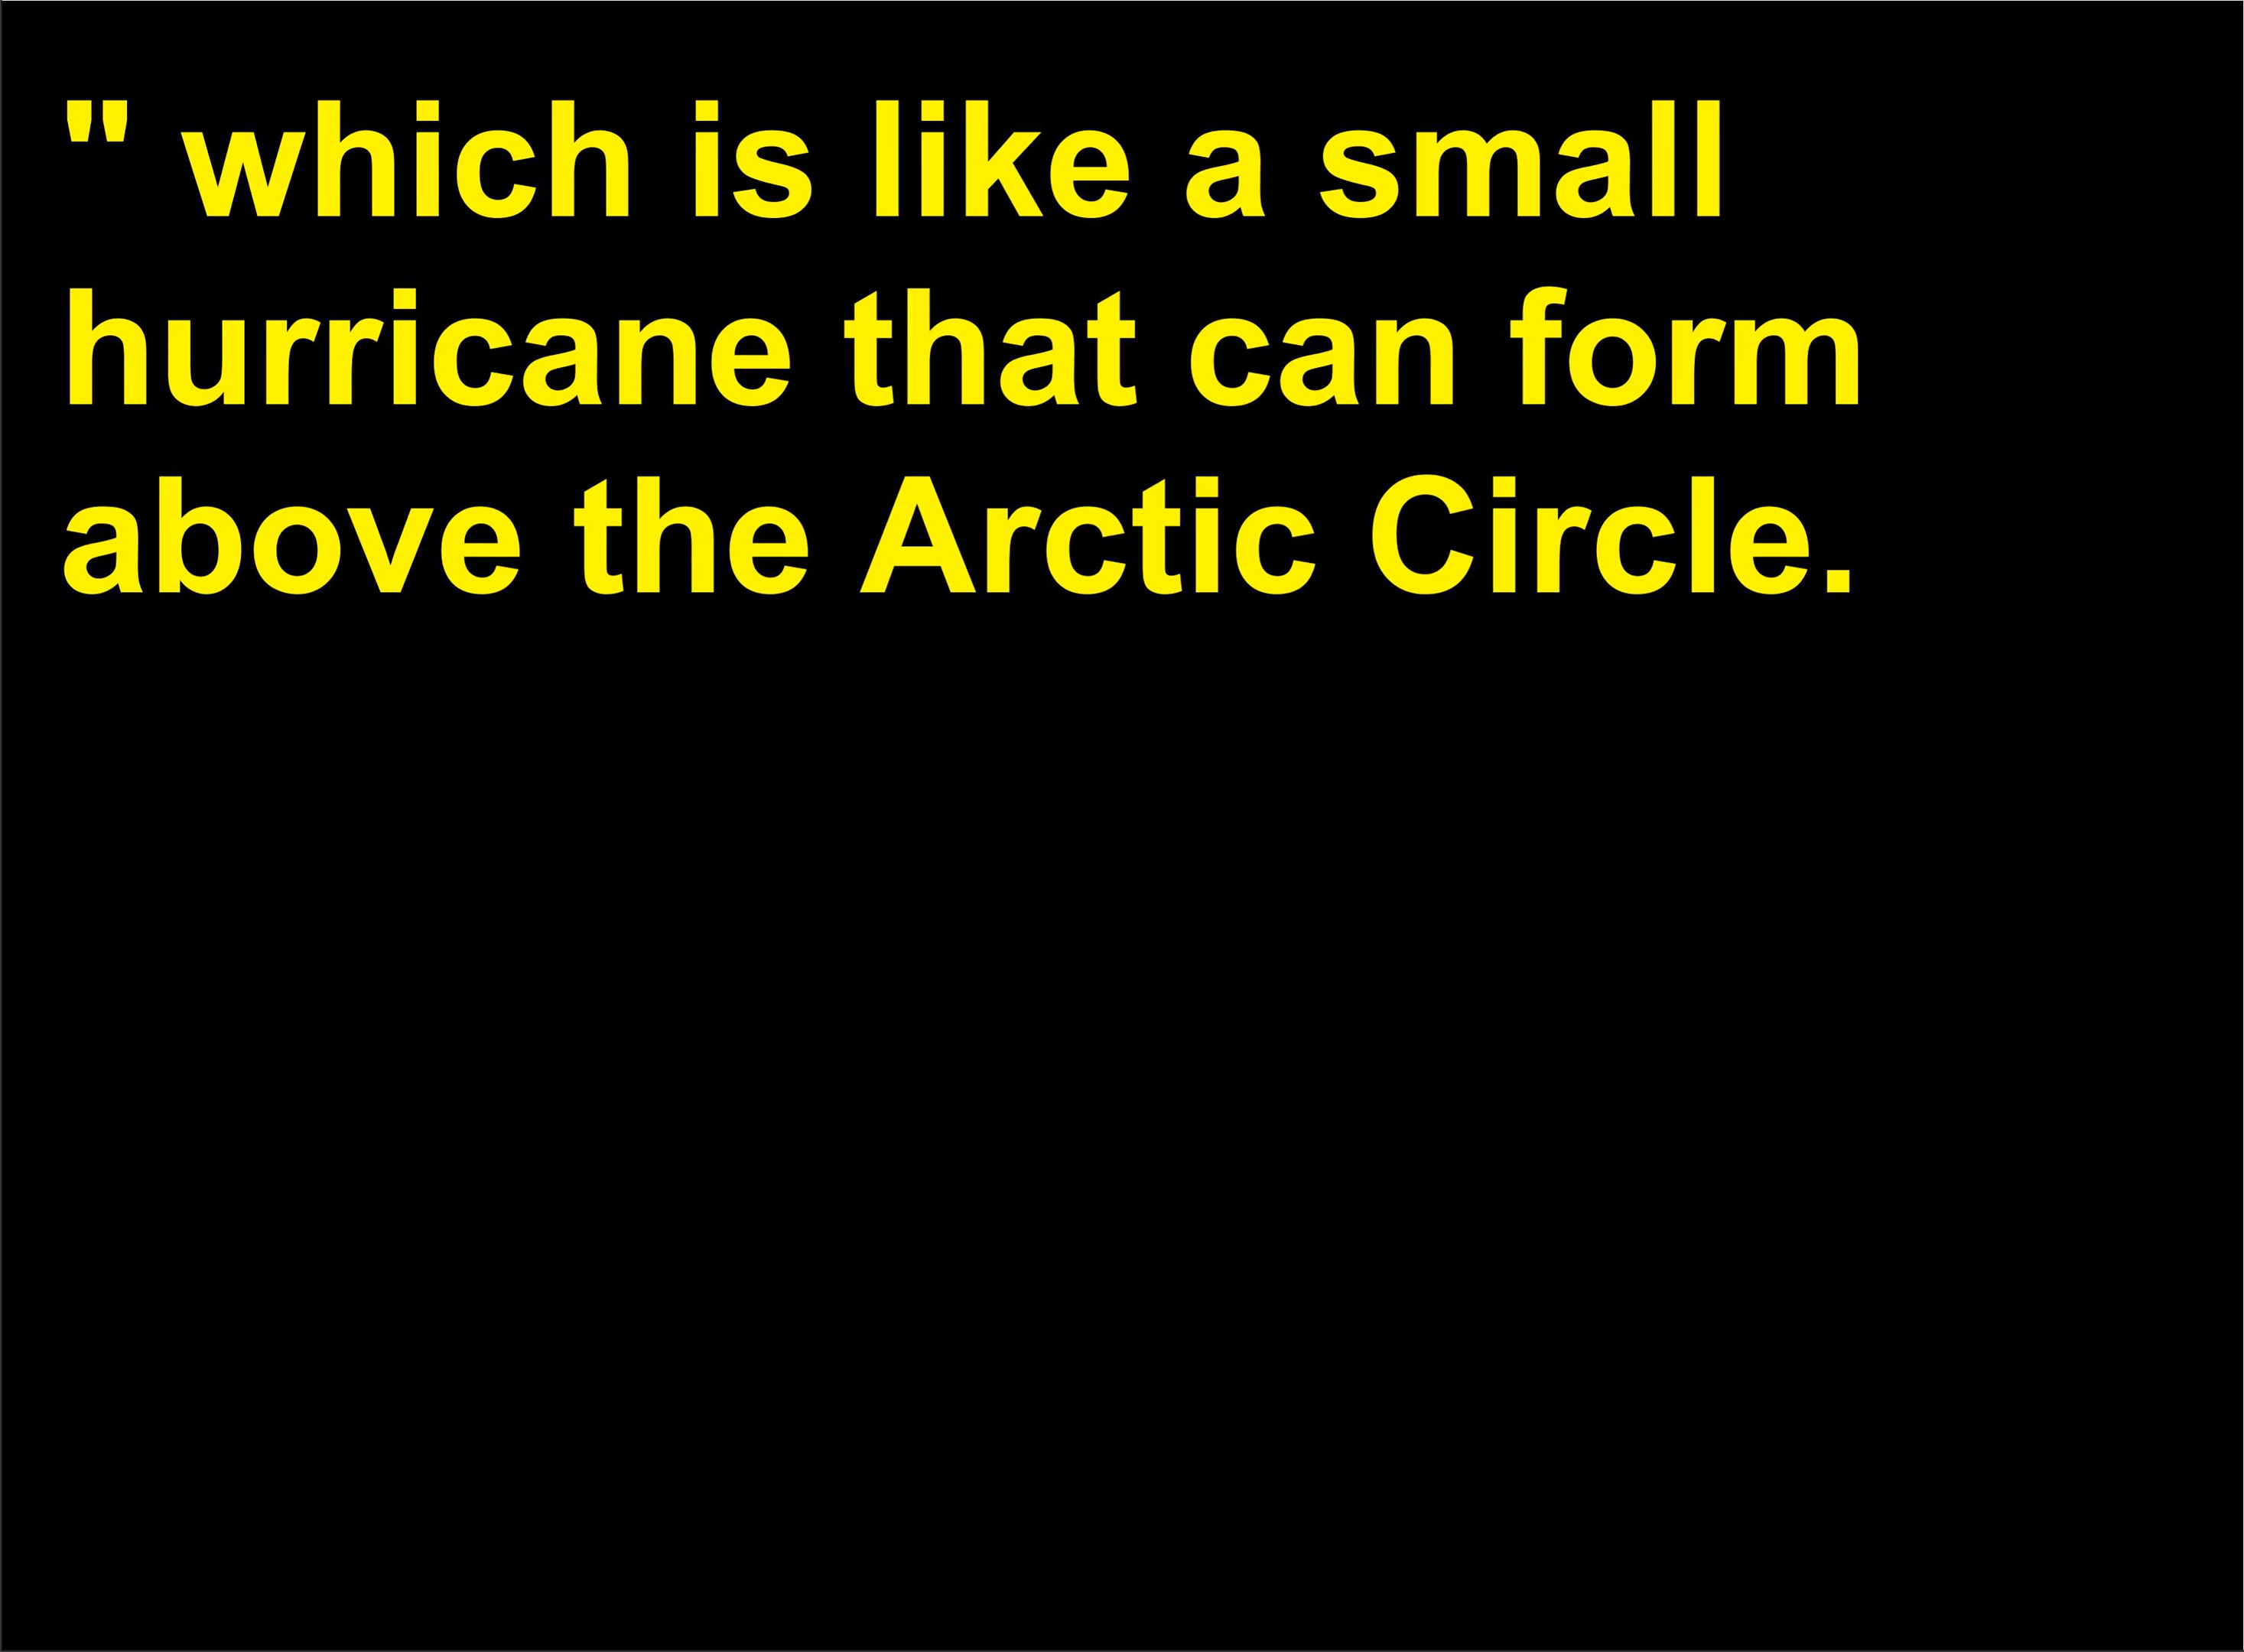 " which is like a small
hurricane that can form
above the Arctic Circle.